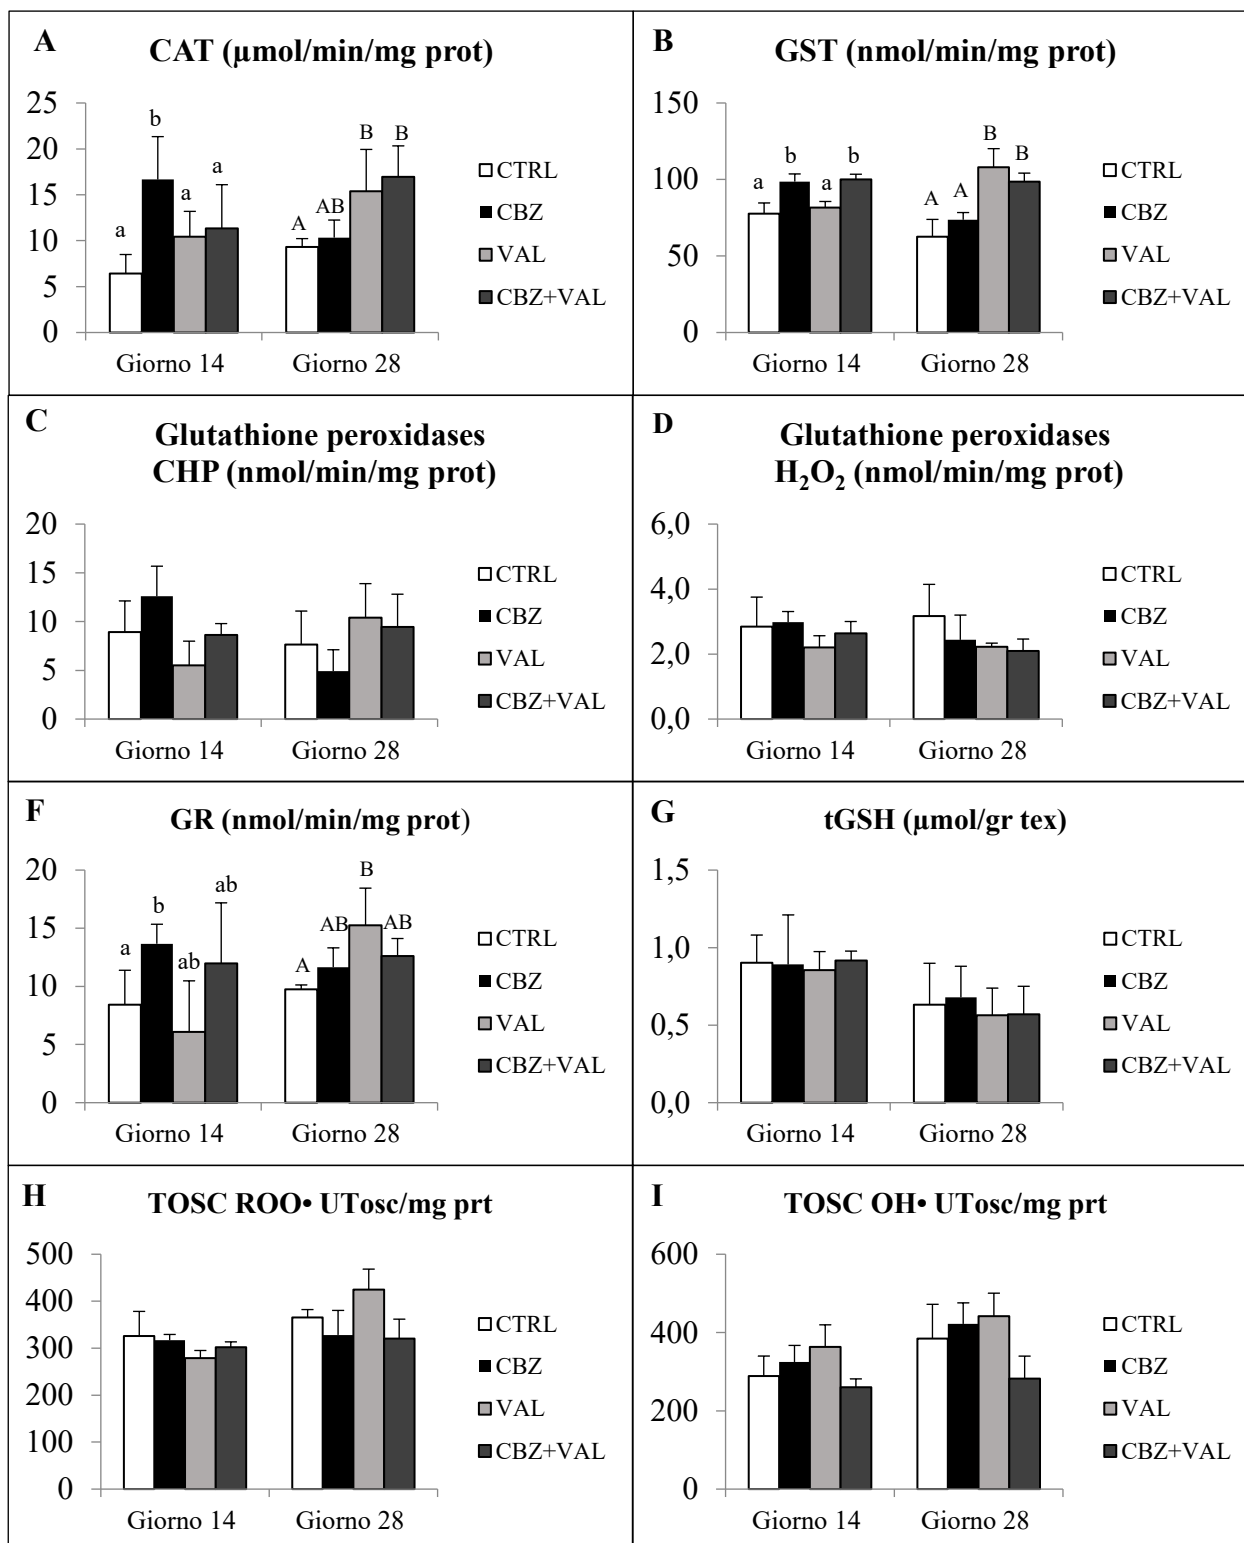 A
CAT (µmol/min/mg prot)
25
20
15
10
5
0
a
b
a
a
A
AB
B
B
Giorno 14
Giorno 28
CTRL
CBZ
VAL
CBZ+VAL
B
GST (nmol/min/mg prot)
150
100
50
0
a
b
a
b
A
A
B
B
Giorno 14
Giorno 28
CTRL
CBZ
VAL
CBZ+VAL
C
Glutathione peroxidases
CHP (nmol/min/mg prot)
20
15
10
5
0
Giorno 14
Giorno 28
CTRL
CBZ
VAL
CBZ+VAL
D
Glutathione peroxidases
H₂O₂ (nmol/min/mg prot)
6,0
4,0
2,0
0,0
Giorno 14
Giorno 28
CTRL
CBZ
VAL
CBZ+VAL
F
GR (nmol/min/mg prot)
20
15
10
5
0
a
b
ab
ab
A
AB
B
AB
Giorno 14
Giorno 28
CTRL
CBZ
VAL
CBZ+VAL
G
tGSH (µmol/gr tex)
1,5
1,0
0,5
0,0
Giorno 14
Giorno 28
CTRL
CBZ
VAL
CBZ+VAL
H
TOSC ROO• UTosc/mg prt
500
400
300
200
100
0
Giorno 14
Giorno 28
CTRL
CBZ
VAL
CBZ+VAL
I
TOSC OH• UTosc/mg prt
600
400
200
0
Giorno 14
Giorno 28
CTRL
CBZ
VAL
CBZ+VAL